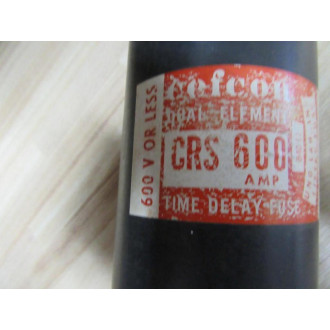 600 V OR LESS
cefcon
DUAL ELEMENT
CRS 600
AMP
TIME DELAY FUSE